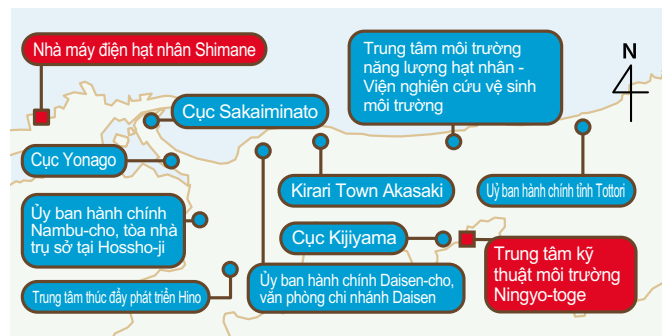 Nhà máy điện hạt nhân Shimane
Trung tâm môi trường
năng lượng hạt nhân -
Viện nghiên cứu vệ sinh
môi trường
N
Cục Sakaiminato
Cục Yonago
Kirari Town Akasaki
Uỷ ban hành chính tỉnh Tottori
Ủy ban hành chính
Nambu-cho, tòa nhà
trụ sở tại Hossho-ji
Cục Kijiyama
Trung tâm kỹ
thuật môi trường
Ningyo-toge
Ủy ban hành chính Daisen-cho,
văn phòng chi nhánh Daisen
Trung tâm thúc đẩy phát triển Hino